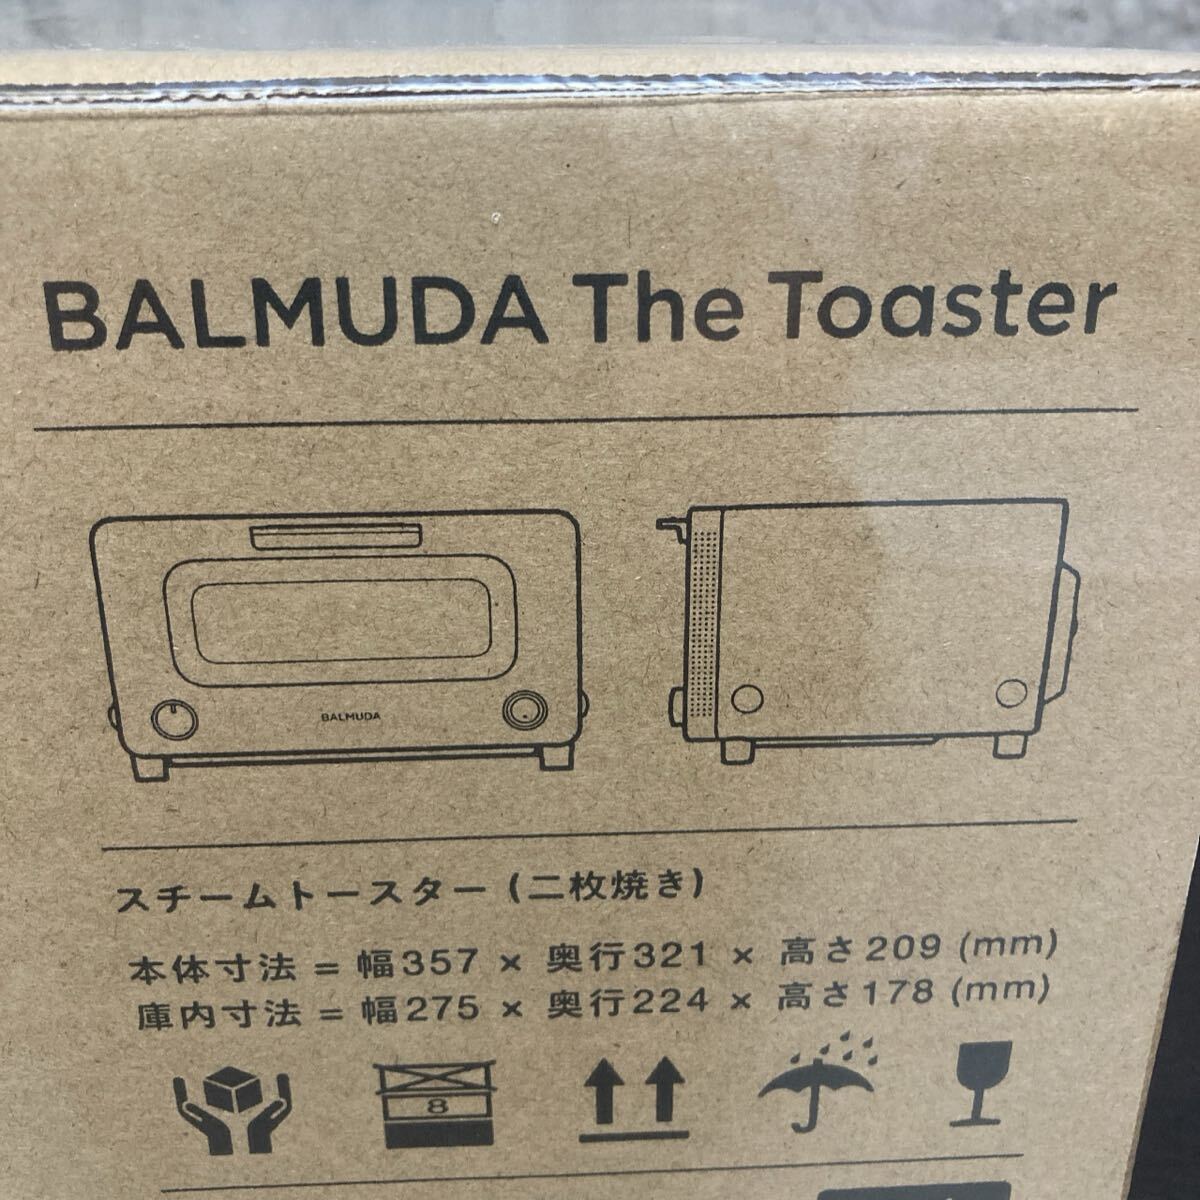 BALMUDA The Toaster
BALMUDA
スチームトースター (二枚焼き)
本体寸法 = 幅357 × 奥行321 × 高さ209 (mm)
庫内寸法 = 幅275 × 奥行224 × 高さ178 (mm)
8